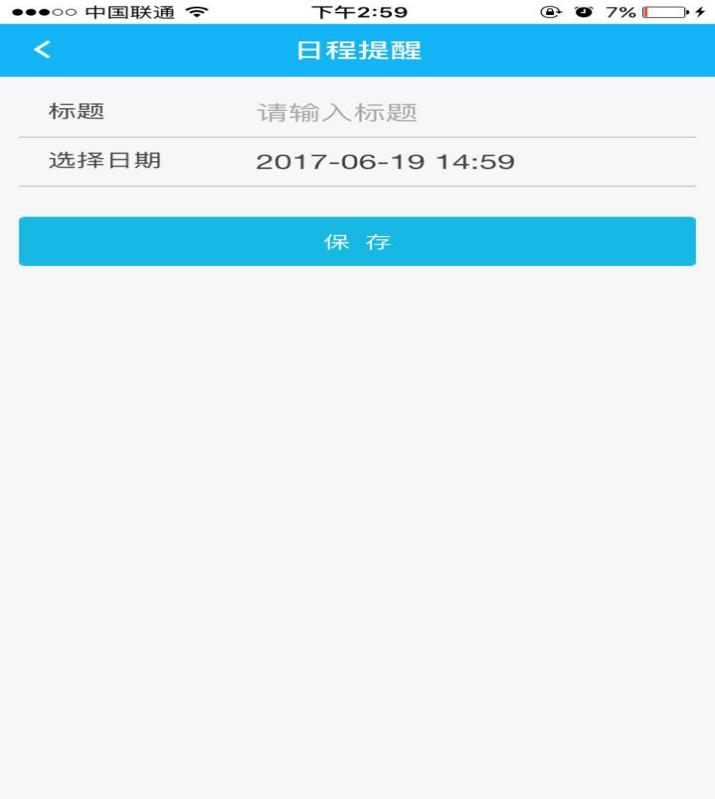 中国联通 下午2:59 7%
日程提醒
标题 请输入标题
选择日期 2017-06-19 14:59
保 存